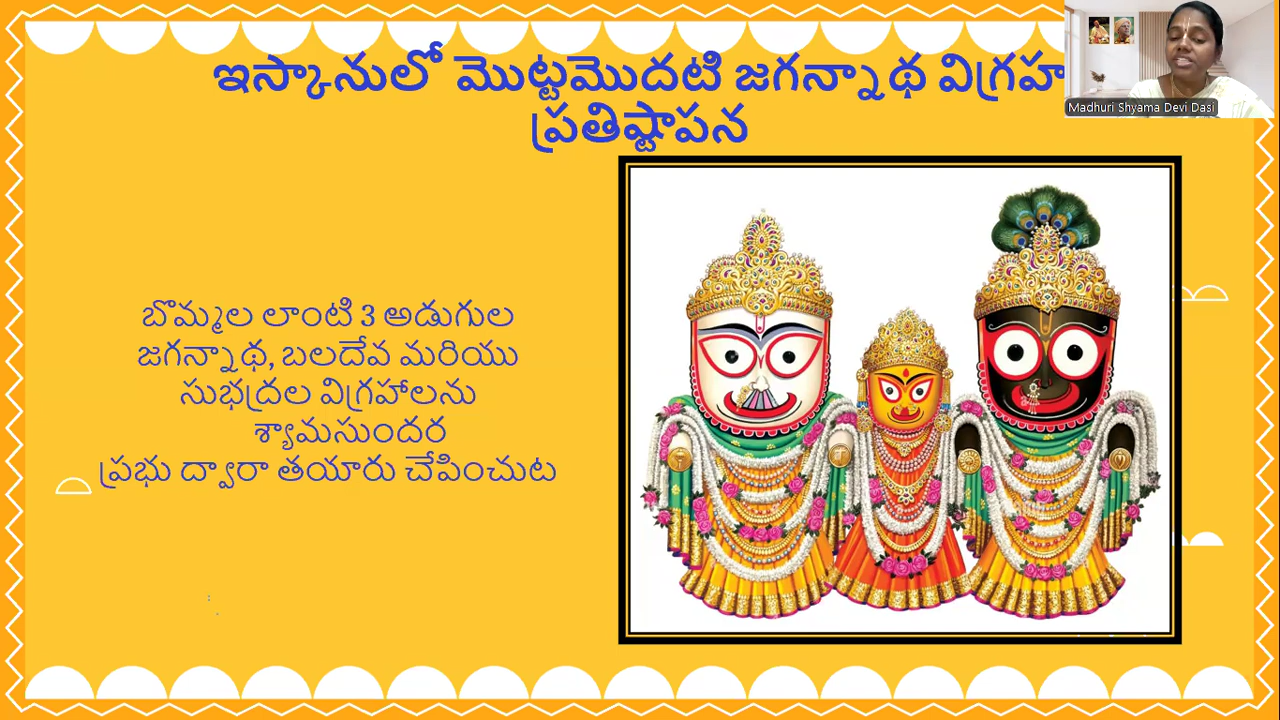 ఇస్కానులో మొట్టమొదటి జగన్నాథ విగ్రహ
ప్రతిష్టాపన
Madhuri Shyama Devi Dasi
బొమ్మల లాంటి 3 అడుగుల
జగన్నాథ, బలదేవ మరియు
సుభద్రల విగ్రహాలను
శ్యామసుందర
ప్రభు ద్వారా తయారు చేపించుట